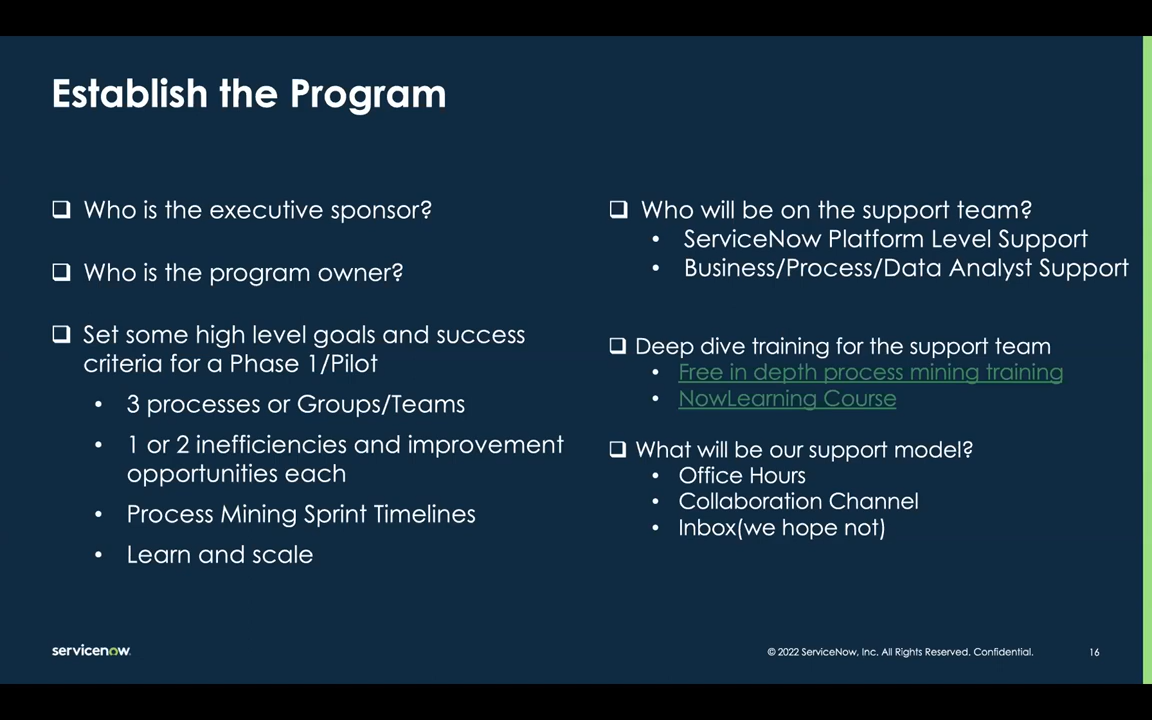 Establish the Program
❑ Who is the executive sponsor?
❑ Who is the program owner?
❑ Set some high level goals and success
criteria for a Phase 1/Pilot
• 3 processes or Groups/Teams
• 1 or 2 inefficiencies and improvement
opportunities each
• Process Mining Sprint Timelines
• Learn and scale
❑ Who will be on the support team?
• ServiceNow Platform Level Support
• Business/Process/Data Analyst Support
❑ Deep dive training for the support team
• Free in depth process mining training
• NowLearning Course
❑ What will be our support model?
• Office Hours
• Collaboration Channel
• Inbox(we hope not)
servicenow
© 2022 ServiceNow, Inc. All Rights Reserved. Confidential.
16